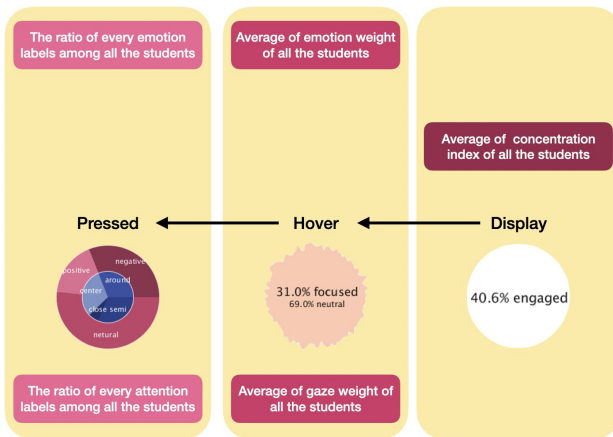 The ratio of every emotion
labels among all the students
Average of emotion weight
of all the students
Average of concentration
index of all the students
Pressed
Hover
Display
positive
negative
center
around
close semi
netural
31.0% focused
69.0% neutral
40.6% engaged
The ratio of every attention
labels among all the students
Average of gaze weight of
all the students